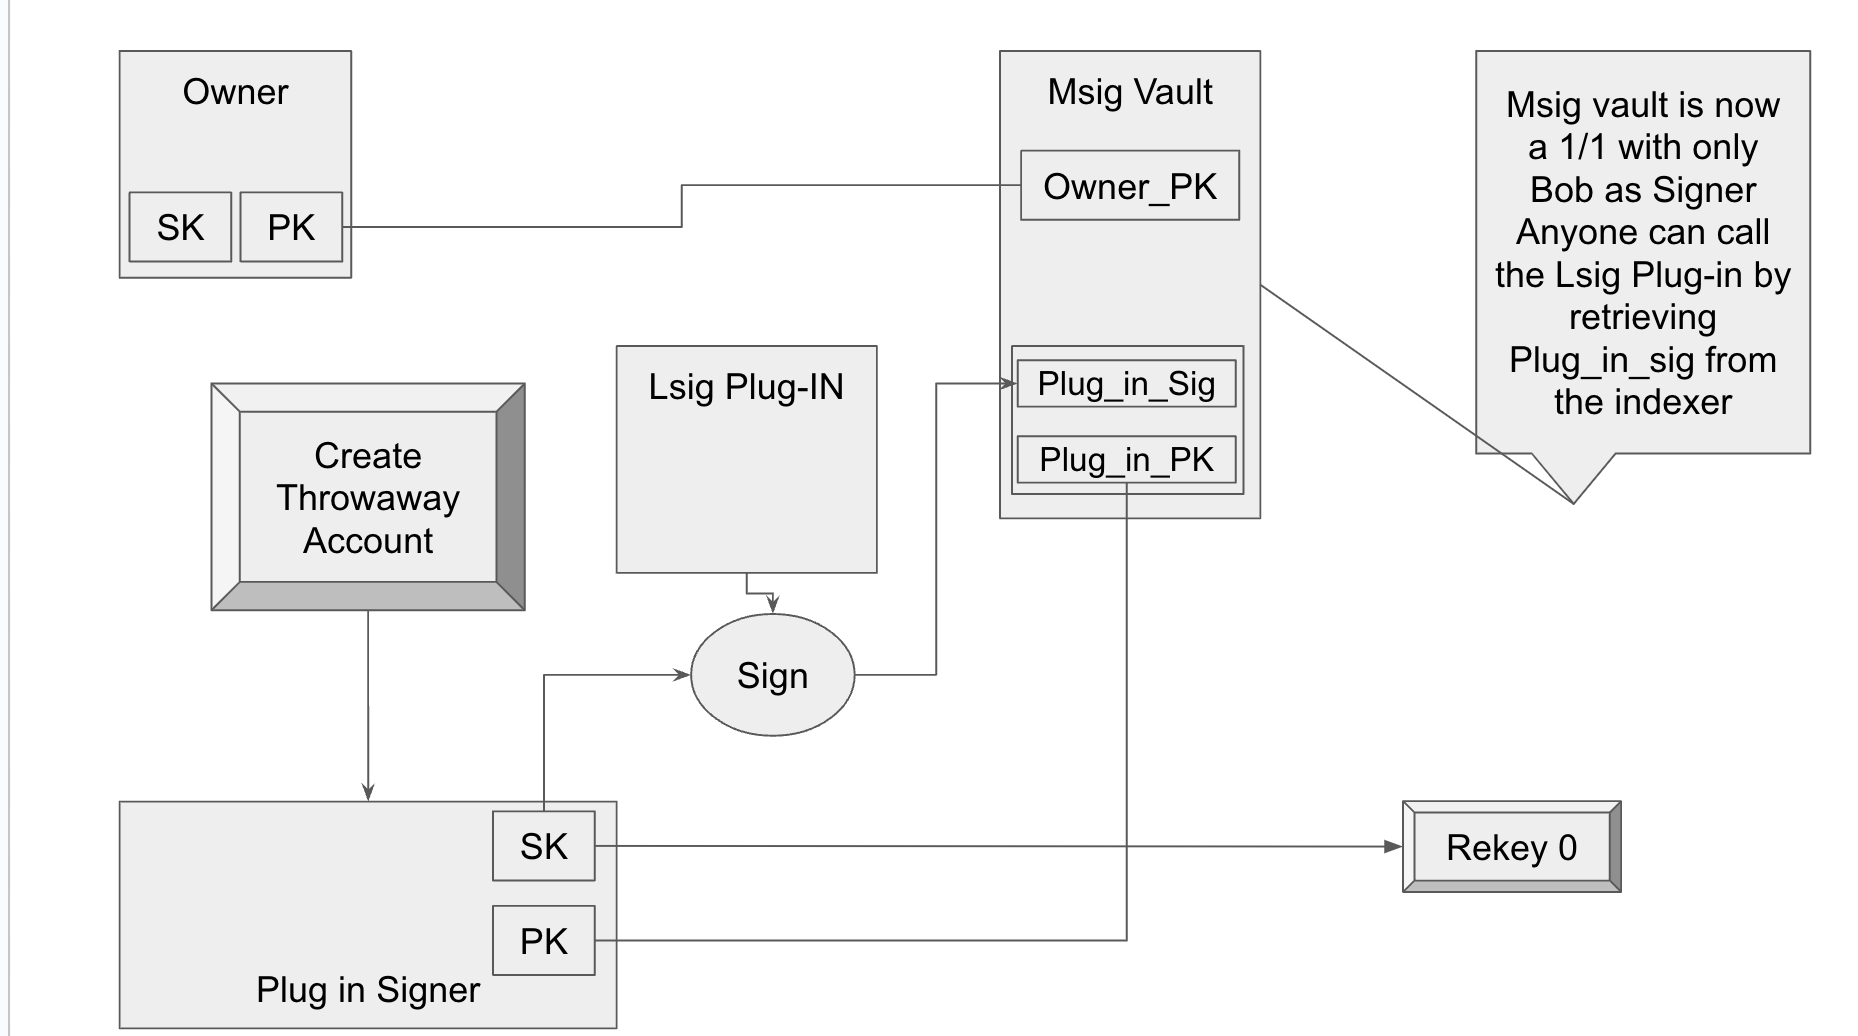 Owner
SK
PK
Msig Vault
Owner_PK
Plug_in_Sig
Plug_in_PK
Msig vault is now
a 1/1 with only
Bob as Signer
Anyone can call
the Lsig Plug-in by
retrieving
Plug_in_sig from
the indexer
Lsig Plug-IN
Create
Throwaway
Account
Sign
SK
PK
Plug in Signer
Rekey 0